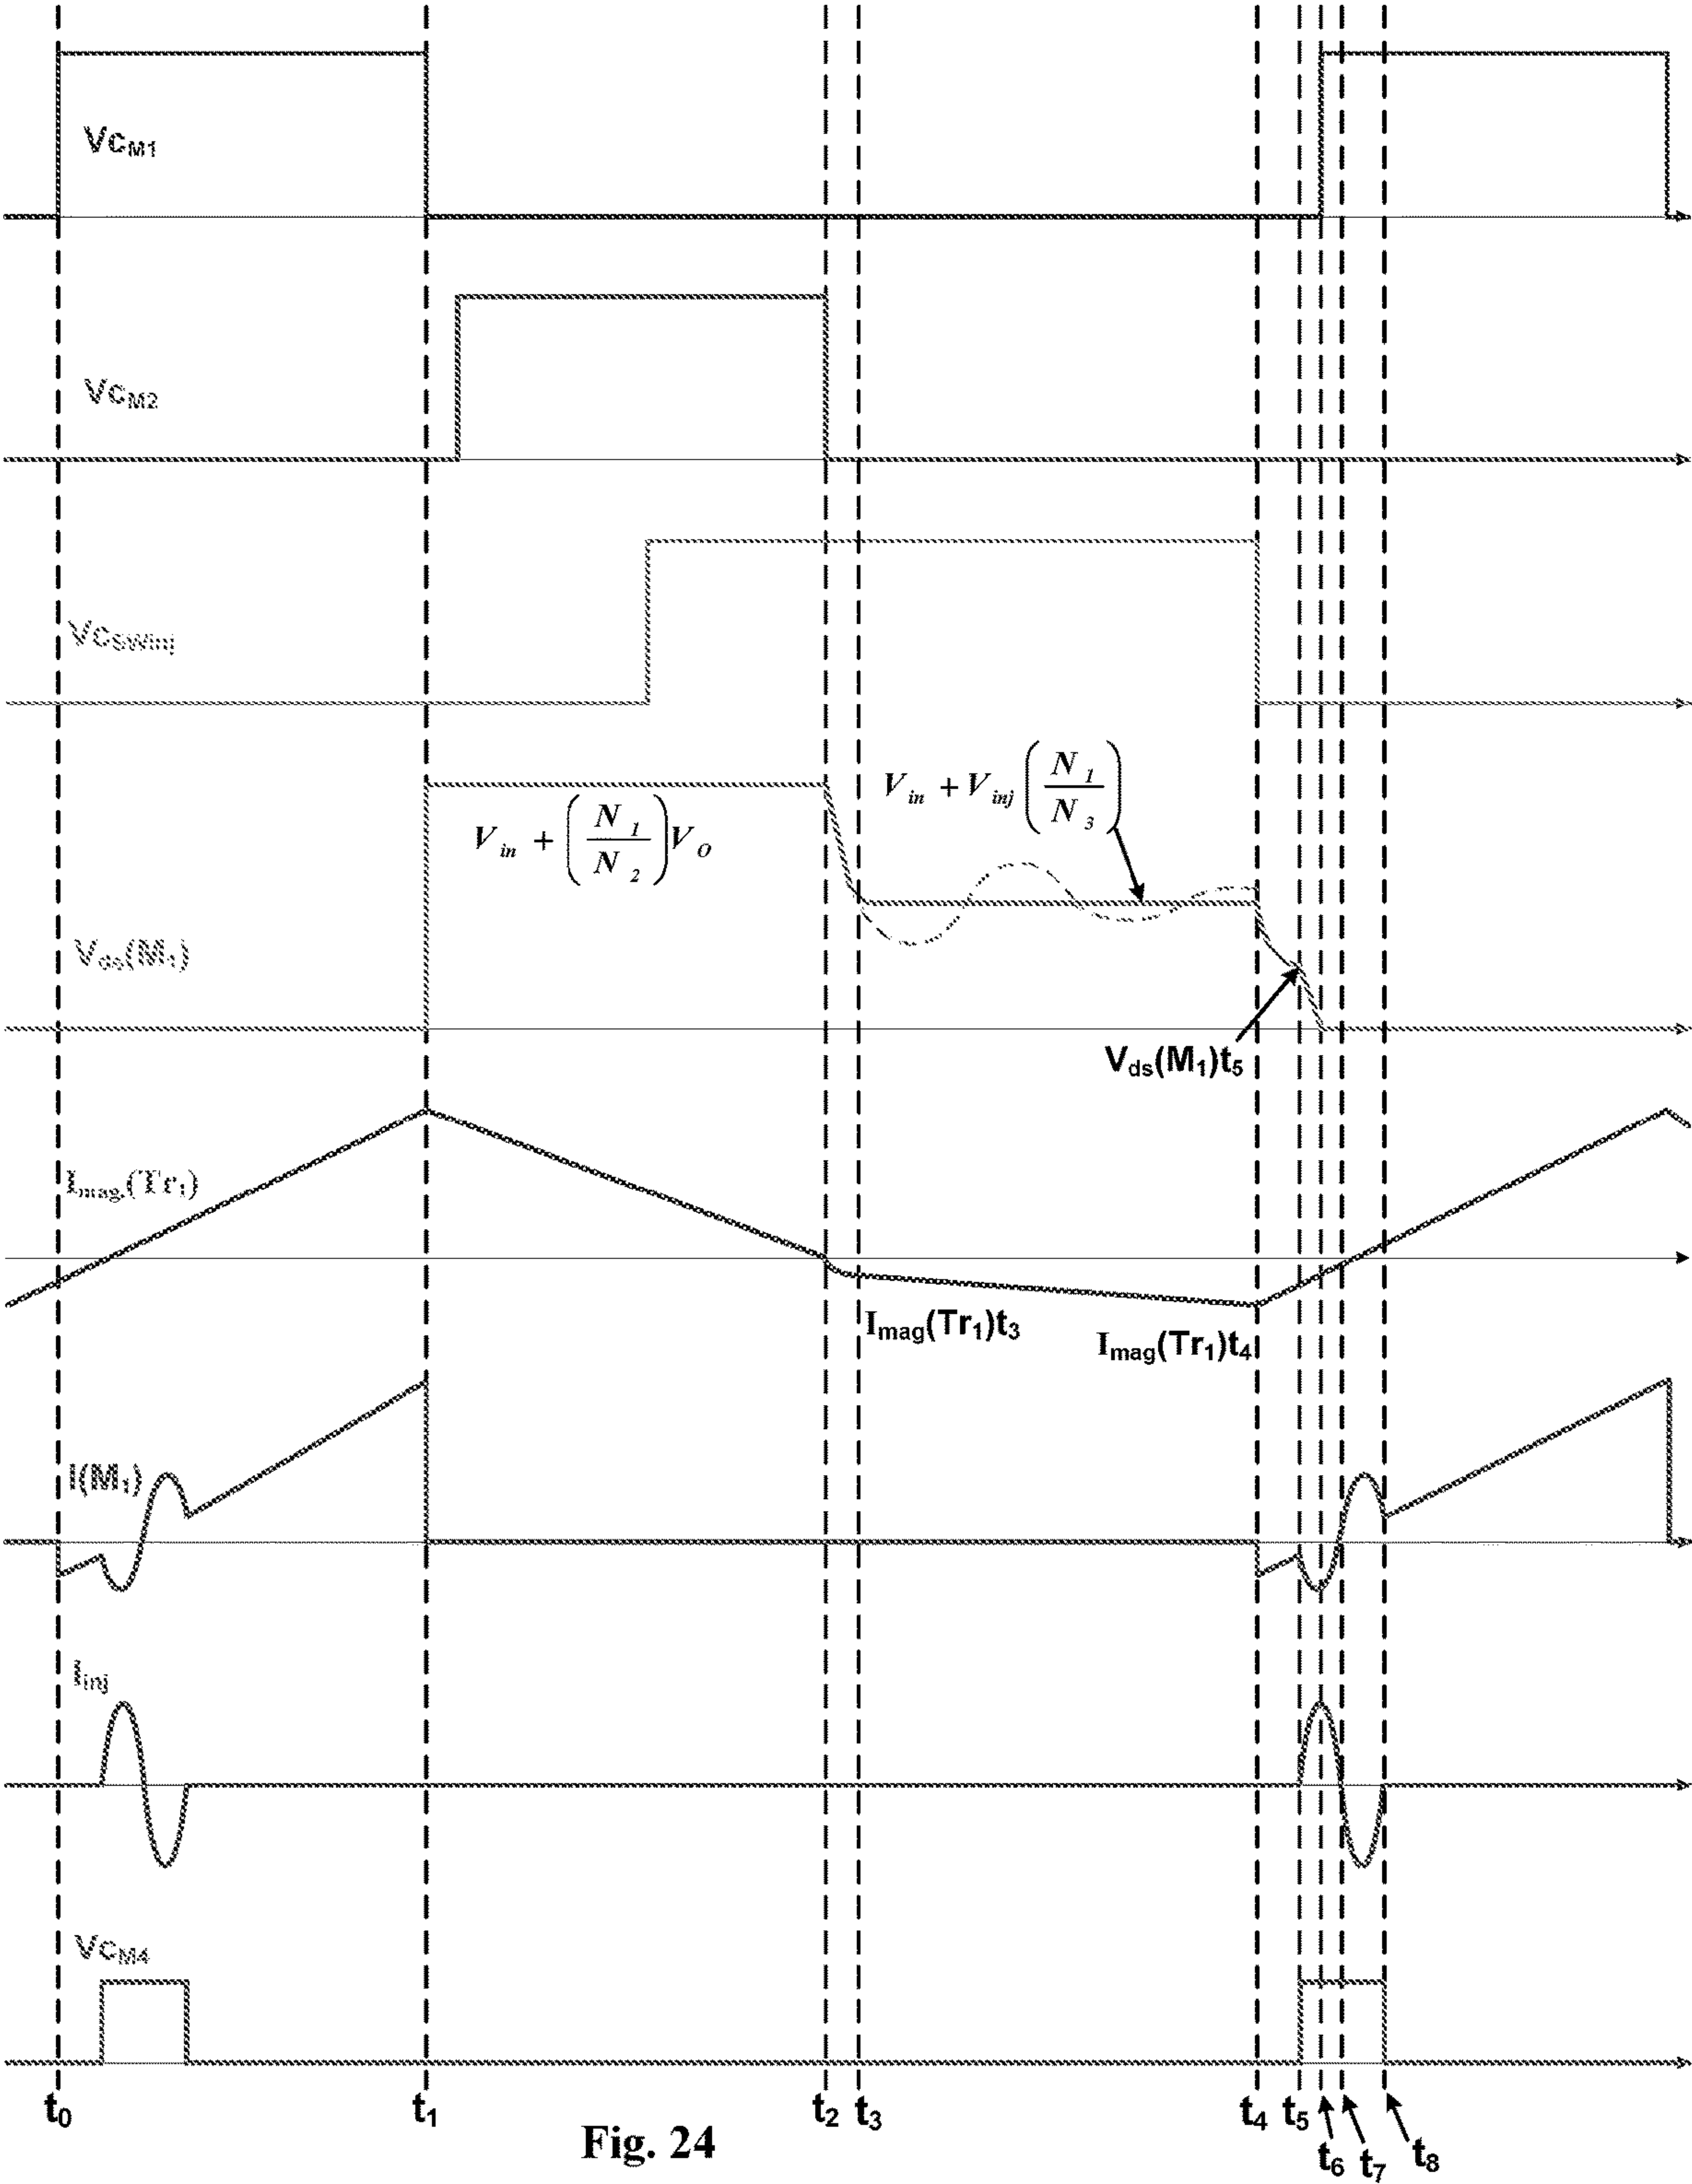 Vc_M1
Vc_M2
Vc_SWinj
V_in + V_inj (N_1 / N_3)
V_in + (N_1 / N_2) V_O
V_ds(M_1)
V_ds(M_1)t_5
I_mag.(Tr_1)
I_mag(Tr_1)t_3
I_mag(Tr_1)t_4
I(M_1)
I_inj
Vc_M4
t_0 t_1 t_2 t_3 t_4 t_5 t_6 t_7 t_8
Fig. 24